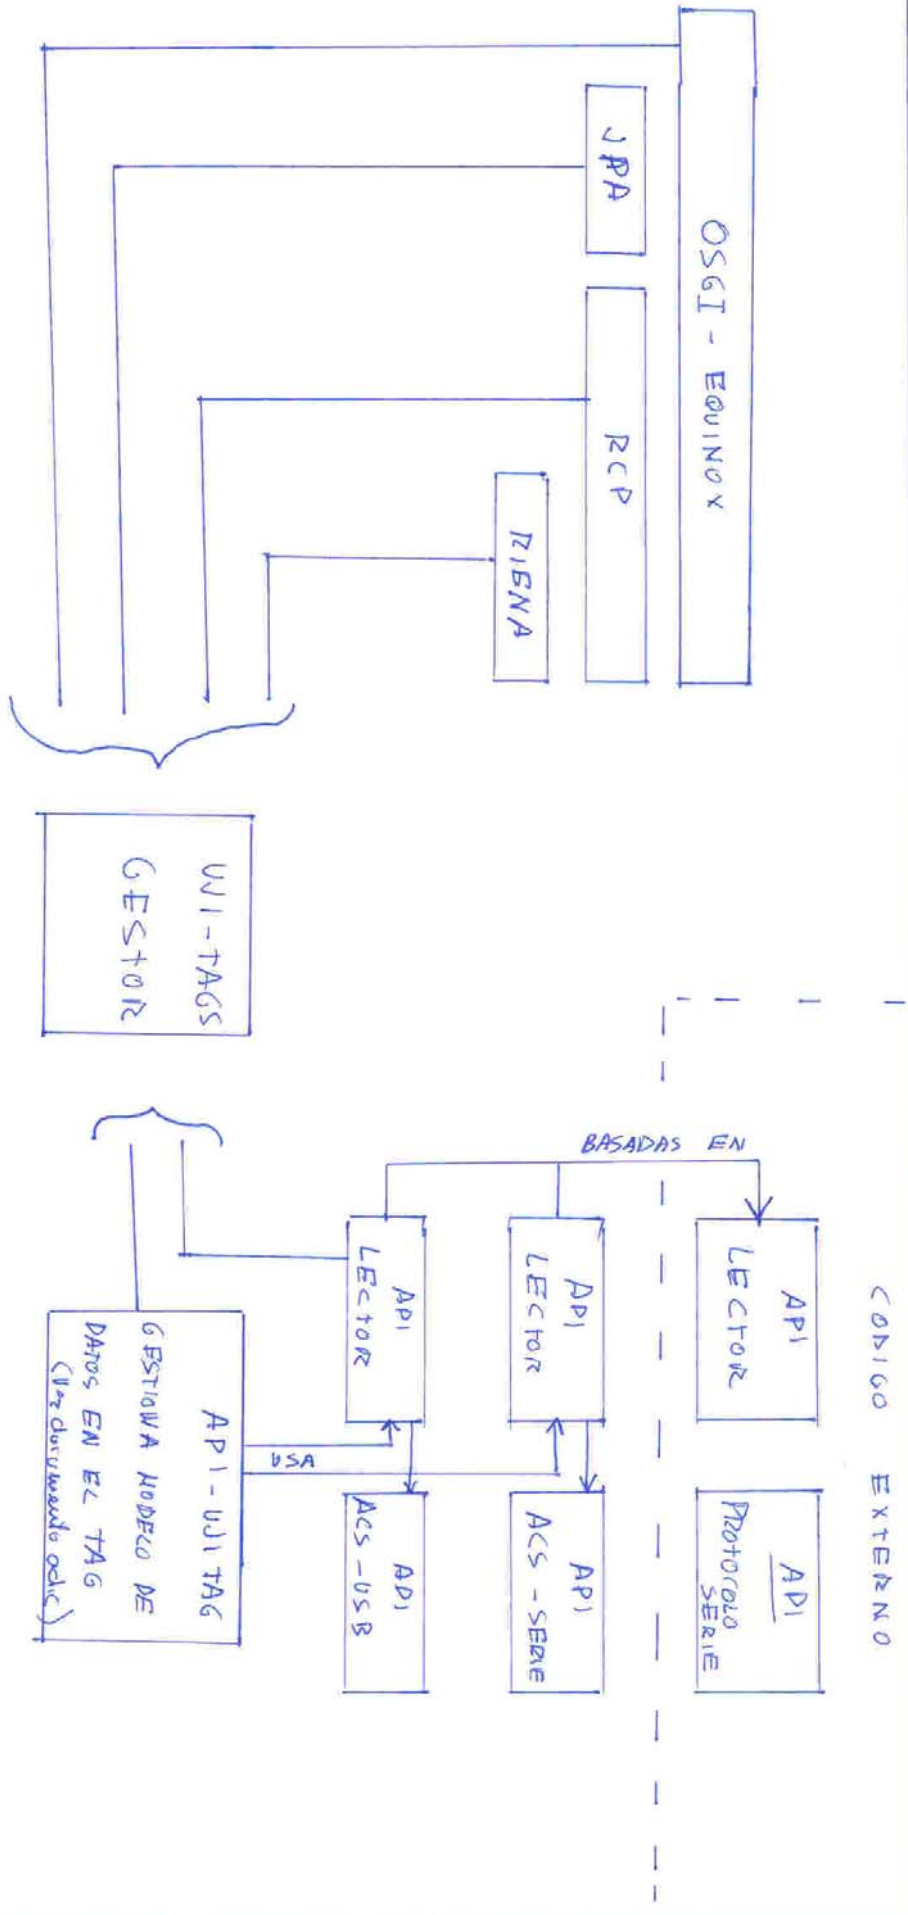 OSGI - EQUINOX
JPA
RCP
RIENA
UJI-TAGS
GESTOR
CODIGO EXTERNO
API
LECTOR
API
PROTOCOLO
SERIE
BASADAS EN
API
LECTOR
API
ACS - SERIE
API
LECTOR
API
ACS - USB
USA
API - UJI TAG
GESTIONA MODELO DE
DATOS EN EL TAG
(Ver documento